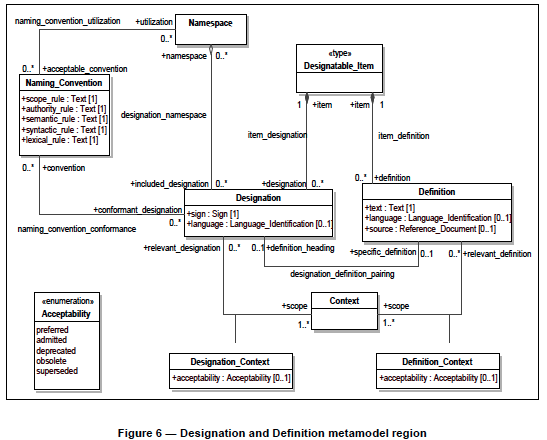 naming_convention_utilization
+utilization
Namespace
0..*
+namespace
0..*
«type»
Designatable_Item
0..*
+acceptable_convention
Naming_Convention
+scope_rule : Text [1]
+authority_rule : Text [1]
+semantic_rule : Text [1]
+syntactic_rule : Text [1]
+lexical_rule : Text [1]
designation_namespace
1
+item
+item
1
item_designation
item_definition
0..*
+convention
+included_designation
0..*
+designation
0..*
0..*
+definition
Designation
+sign : Sign [1]
+language : Language_Identification [0..1]
Definition
+text : Text [1]
+language : Language_Identification [0..1]
+source : Reference_Document [0..1]
+conformant_designation
0..*
naming_convention_conformance
+relevant_designation
0..*
0..1
+definition_heading
+specific_definition
0..1
0..*
+relevant_definition
designation_definition_pairing
+scope
1..*
Context
+scope
1..*
«enumeration»
Acceptability
preferred
admitted
deprecated
obsolete
superseded
Designation_Context
+acceptability : Acceptability [0..1]
Definition_Context
+acceptability : Acceptability [0..1]
Figure 6 — Designation and Definition metamodel region